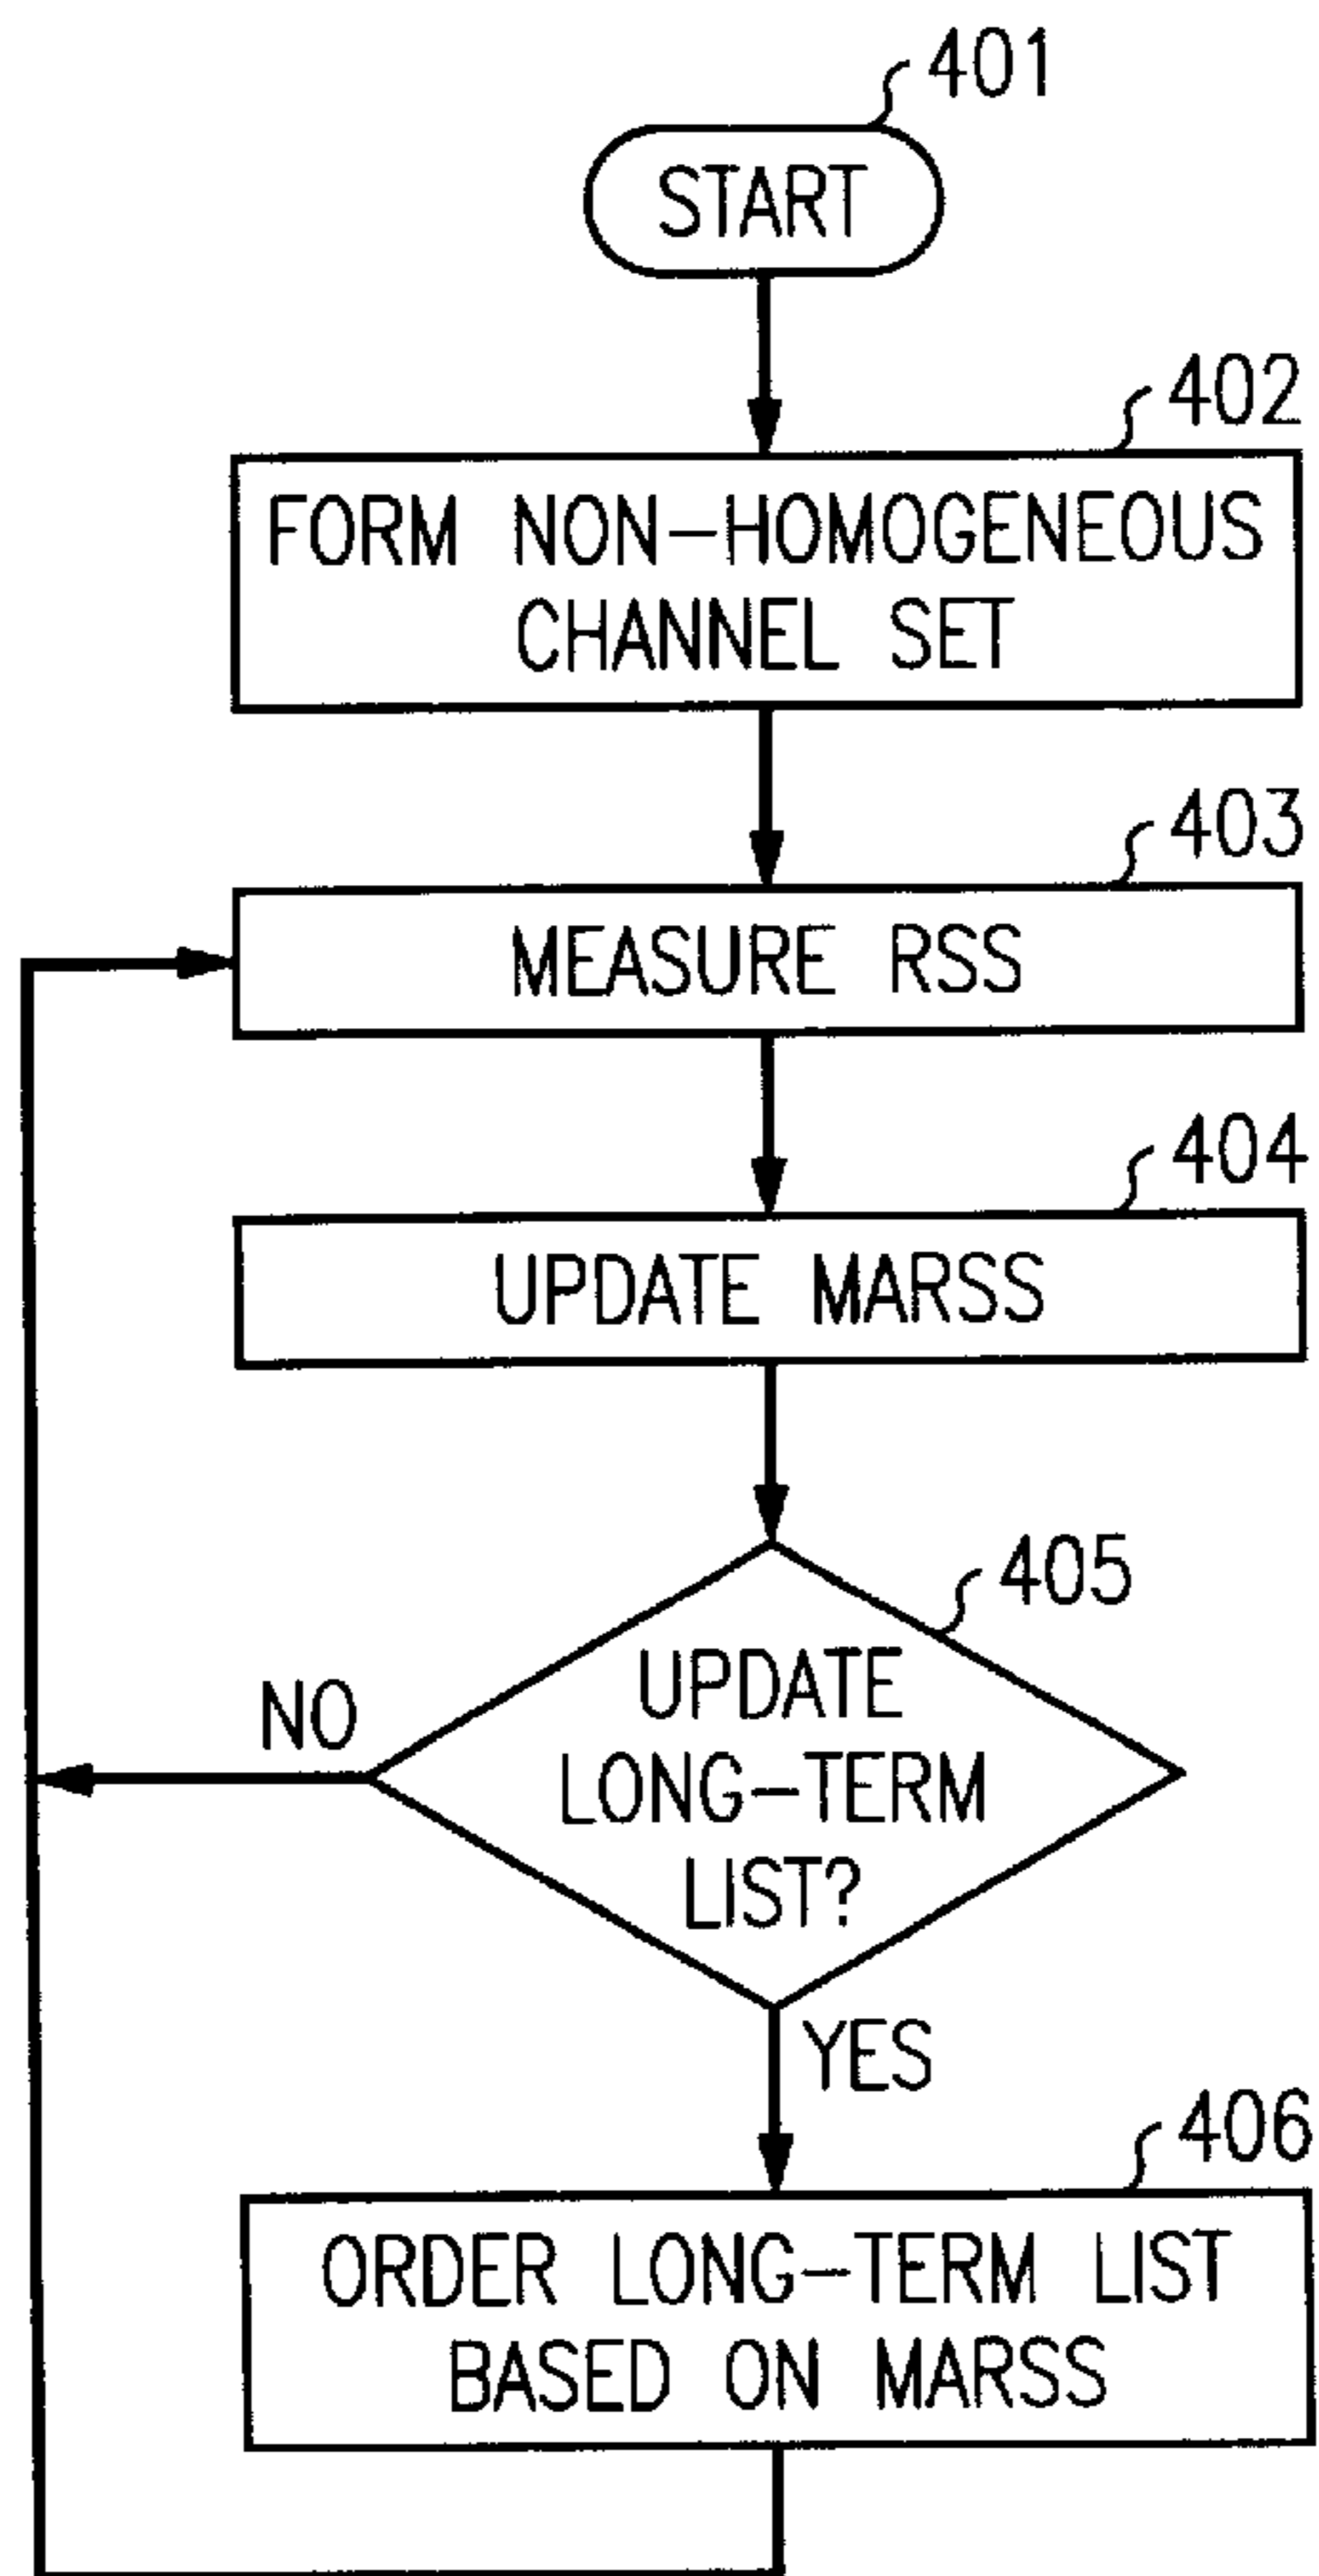 401
START
402
FORM NON-HOMOGENEOUS
CHANNEL SET
403
MEASURE RSS
404
UPDATE MARSS
405
UPDATE
LONG-TERM
LIST?
NO
YES
406
ORDER LONG-TERM LIST
BASED ON MARSS